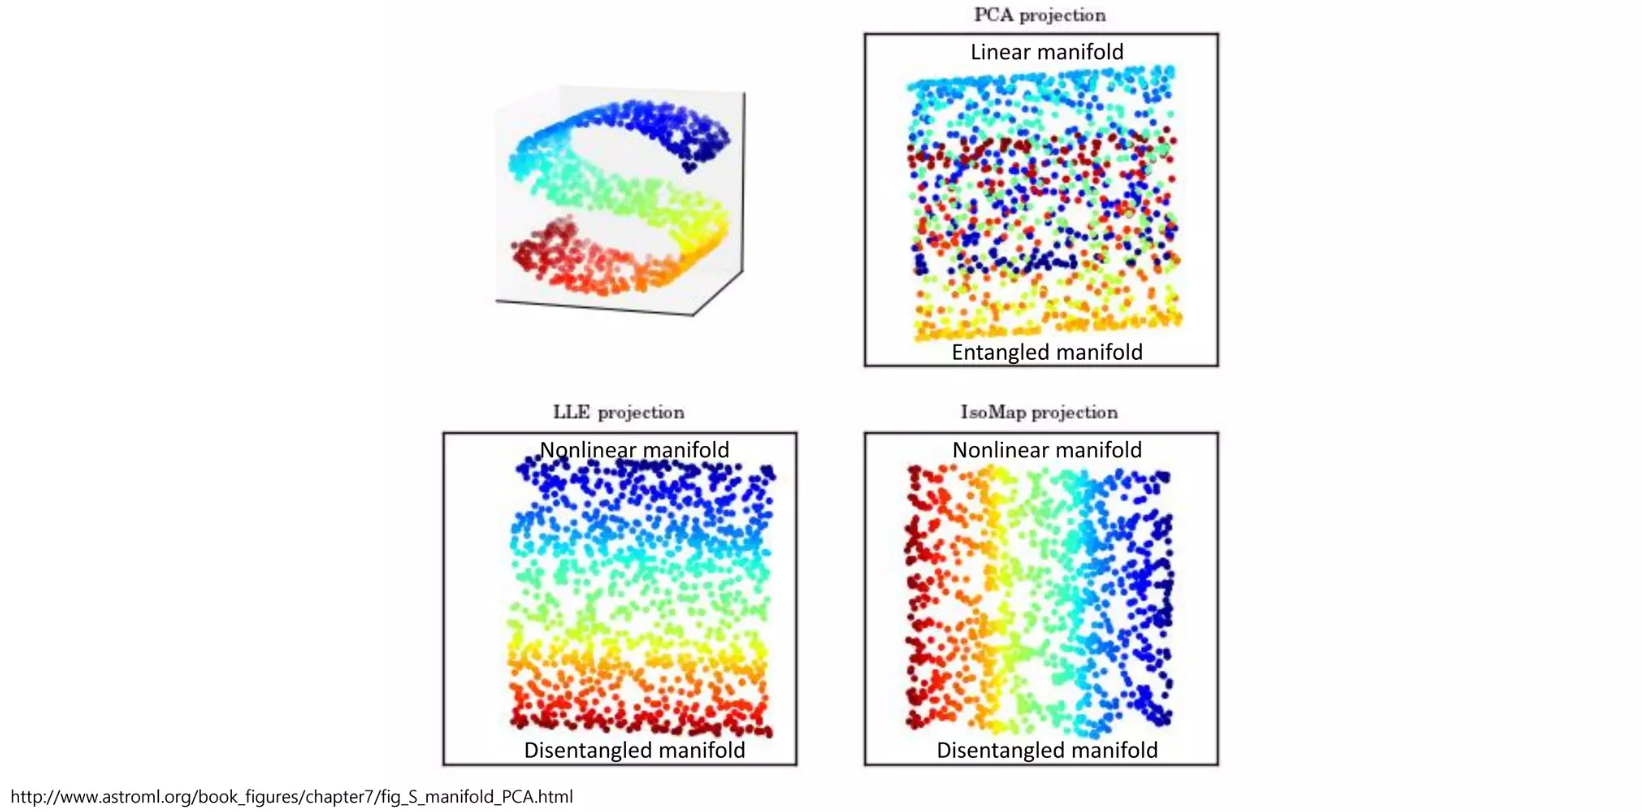 PCA projection
Linear manifold
Entangled manifold
LLE projection
Nonlinear manifold
Disentangled manifold
IsoMap projection
Nonlinear manifold
Disentangled manifold
http://www.astroml.org/book_figures/chapter7/fig_S_manifold_PCA.html